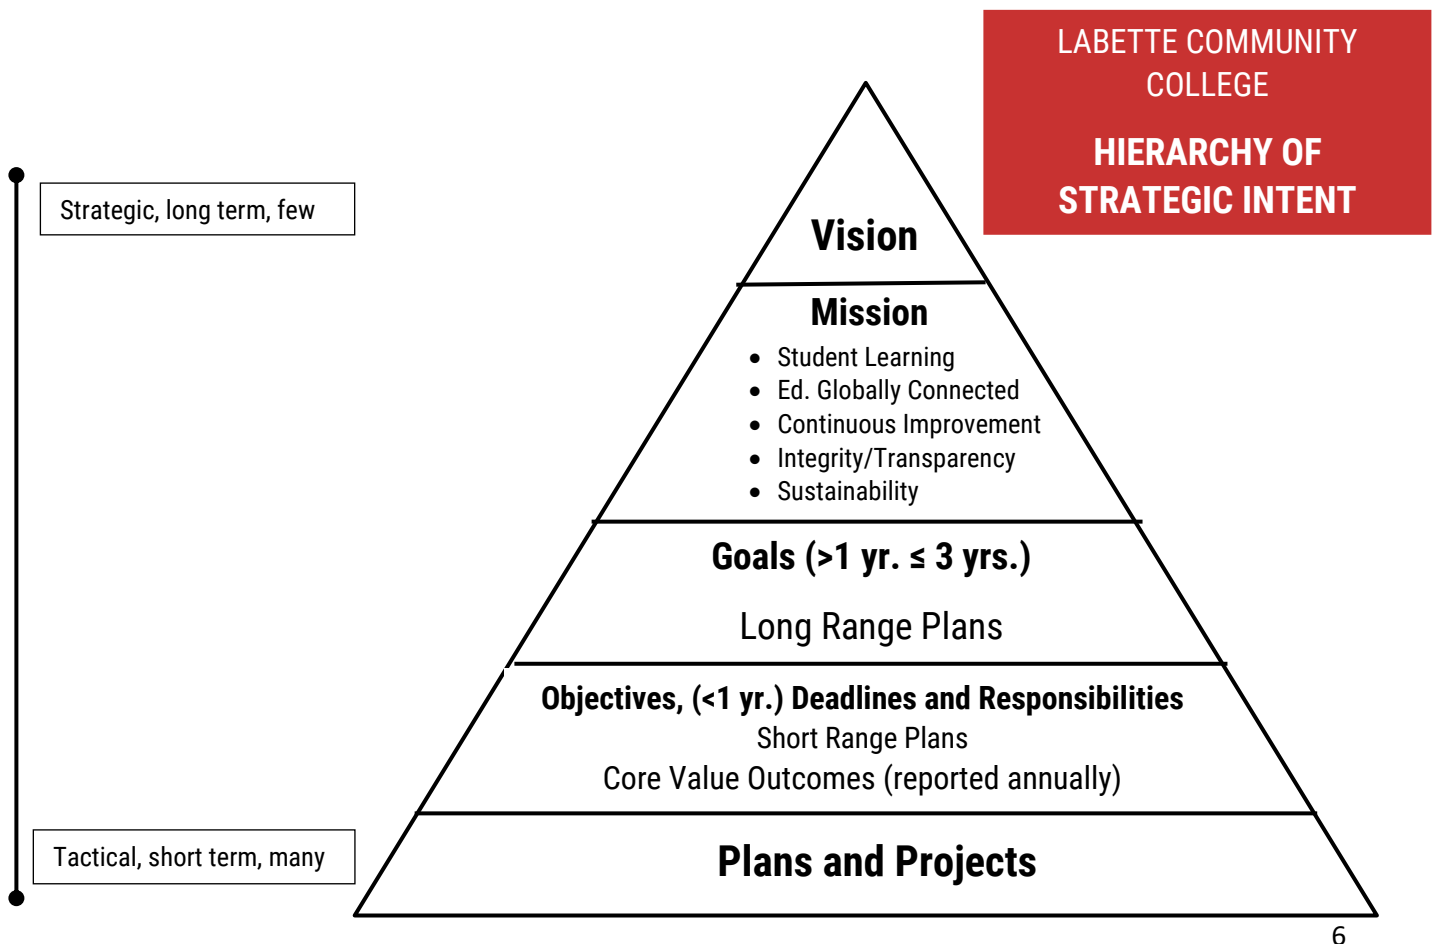 LABETTE COMMUNITY
COLLEGE
HIERARCHY OF
STRATEGIC INTENT
Strategic, long term, few
Vision
Mission
• Student Learning
• Ed. Globally Connected
• Continuous Improvement
• Integrity/Transparency
• Sustainability
Goals (>1 yr. ≤ 3 yrs.)
Long Range Plans
Objectives, (<1 yr.) Deadlines and Responsibilities
Short Range Plans
Core Value Outcomes (reported annually)
Tactical, short term, many
Plans and Projects
6